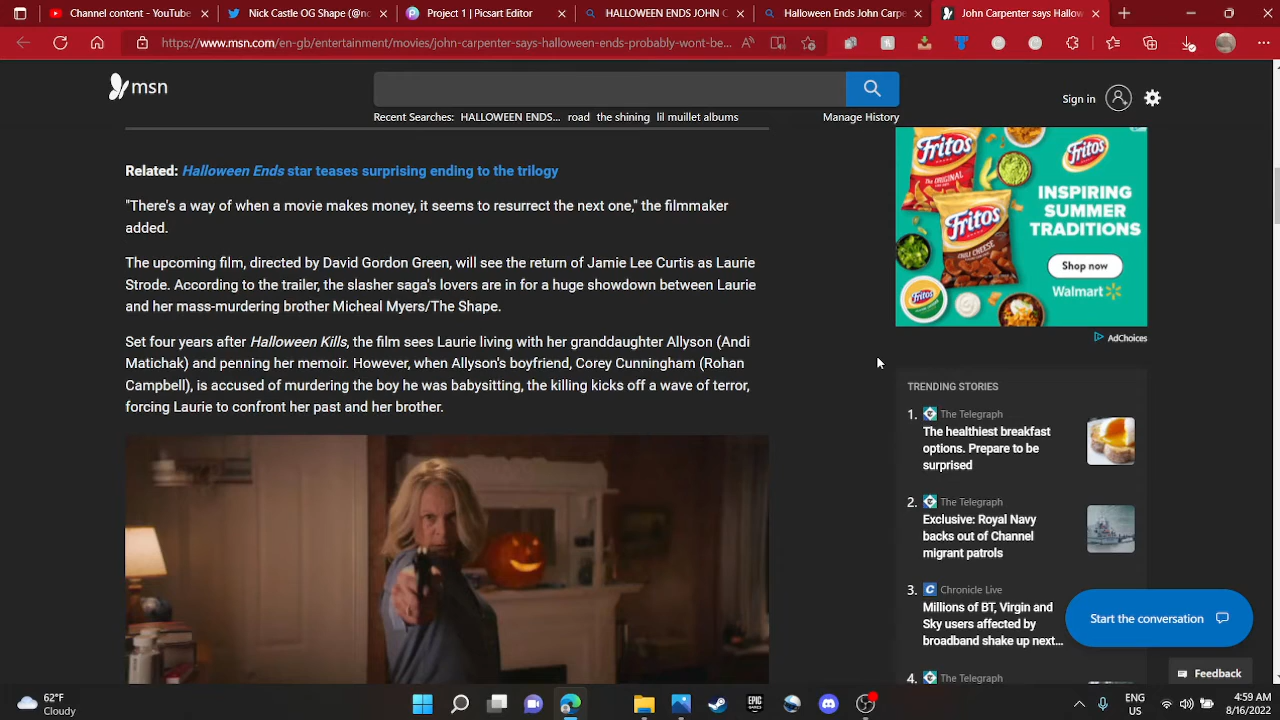 Channel content - YouTube
Nick Castle OG Shape (@nc
Project 1 | Picsart Editor
HALLOWEEN ENDS JOHN C
Halloween Ends John Carpe
John Carpenter says Hallow
https://www.msn.com/en-gb/entertainment/movies/john-carpenter-says-halloween-ends-probably-wont-be...
msn
Sign in
Recent Searches: HALLOWEEN ENDS... road the shining lil muillet albums
Manage History
Related: Halloween Ends star teases surprising ending to the trilogy
"There's a way of when a movie makes money, it seems to resurrect the next one," the filmmaker
added.
The upcoming film, directed by David Gordon Green, will see the return of Jamie Lee Curtis as Laurie
Strode. According to the trailer, the slasher saga's lovers are in for a huge showdown between Laurie
and her mass-murdering brother Micheal Myers/The Shape.
Set four years after Halloween Kills, the film sees Laurie living with her granddaughter Allyson (Andi
Matichak) and penning her memoir. However, when Allyson's boyfriend, Corey Cunningham (Rohan
Campbell), is accused of murdering the boy he was babysitting, the killing kicks off a wave of terror,
forcing Laurie to confront her past and her brother.
Fritos
Fritos
Fritos
CHILI CHEESE
INSPIRING
SUMMER
TRADITIONS
Shop now
Walmart
AdChoices
TRENDING STORIES
1. The Telegraph
The healthiest breakfast
options. Prepare to be
surprised
2. The Telegraph
Exclusive: Royal Navy
backs out of Channel
migrant patrols
3. Chronicle Live
Millions of BT, Virgin and
Sky users affected by
broadband shake up next...
4. The Telegraph
Start the conversation
Feedback
62°F
Cloudy
EPIC
GAMES
ENG
US
4:59 AM
8/16/2022